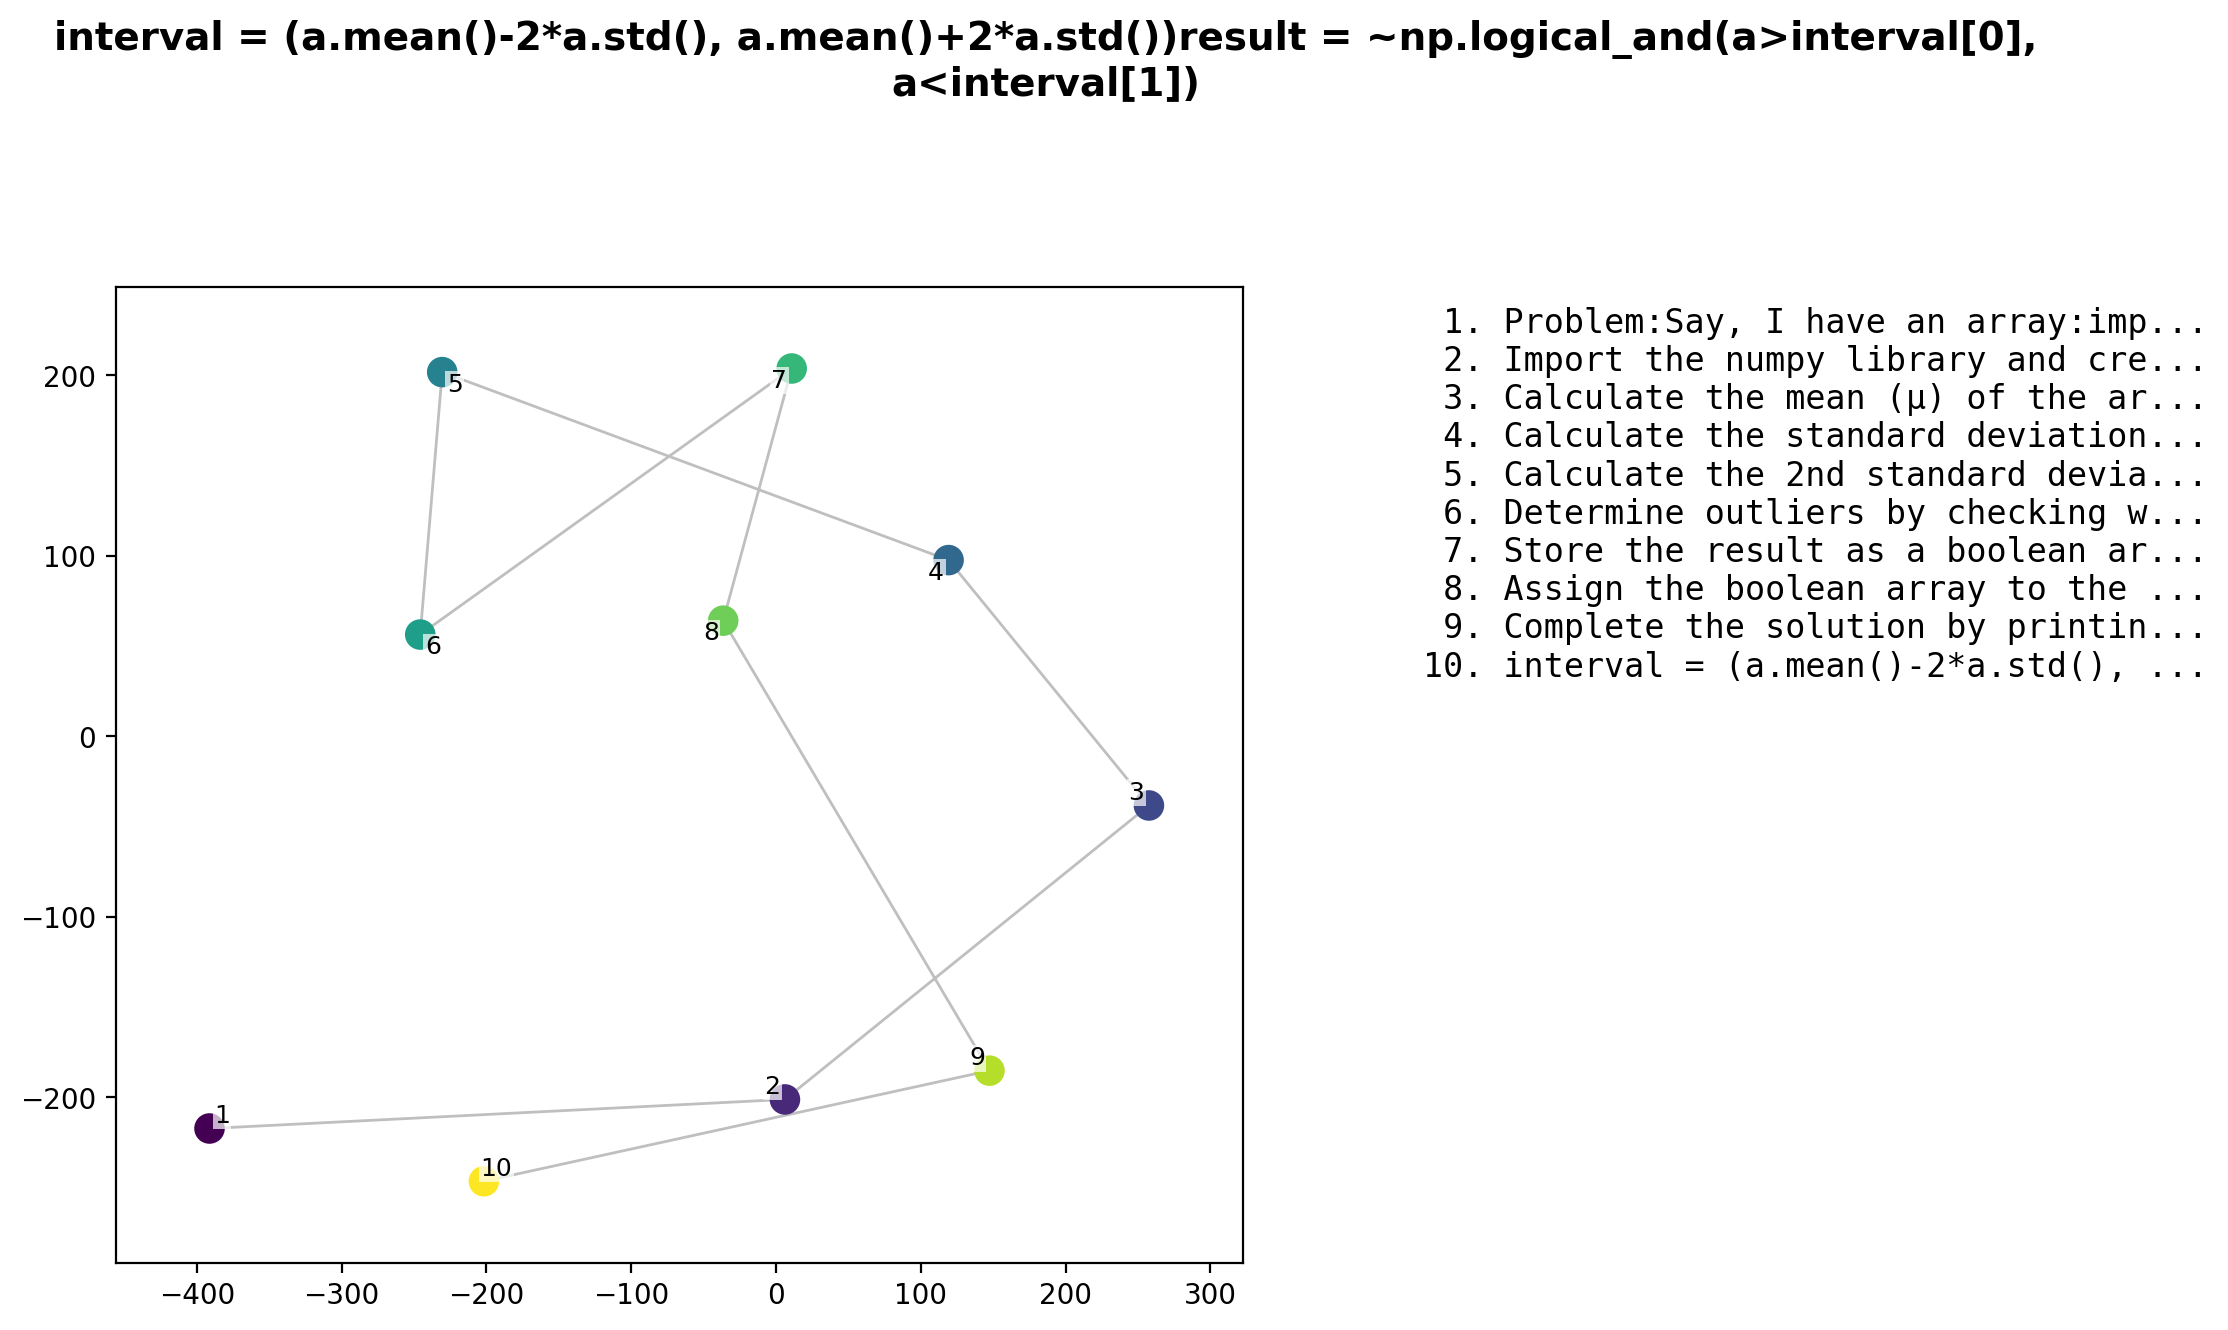 interval = (a.mean()-2*a.std(), a.mean()+2*a.std())result = ~np.logical_and(a>interval[0],
a<interval[1])
200
100
0
−100
−200
−400
−300
−200
−100
0
100
200
300
1
2
3
4
5
6
7
8
9
10
1. Problem:Say, I have an array:imp...
2. Import the numpy library and cre...
3. Calculate the mean (μ) of the ar...
4. Calculate the standard deviation...
5. Calculate the 2nd standard devia...
6. Determine outliers by checking w...
7. Store the result as a boolean ar...
8. Assign the boolean array to the ...
9. Complete the solution by printin...
10. interval = (a.mean()-2*a.std(), ...